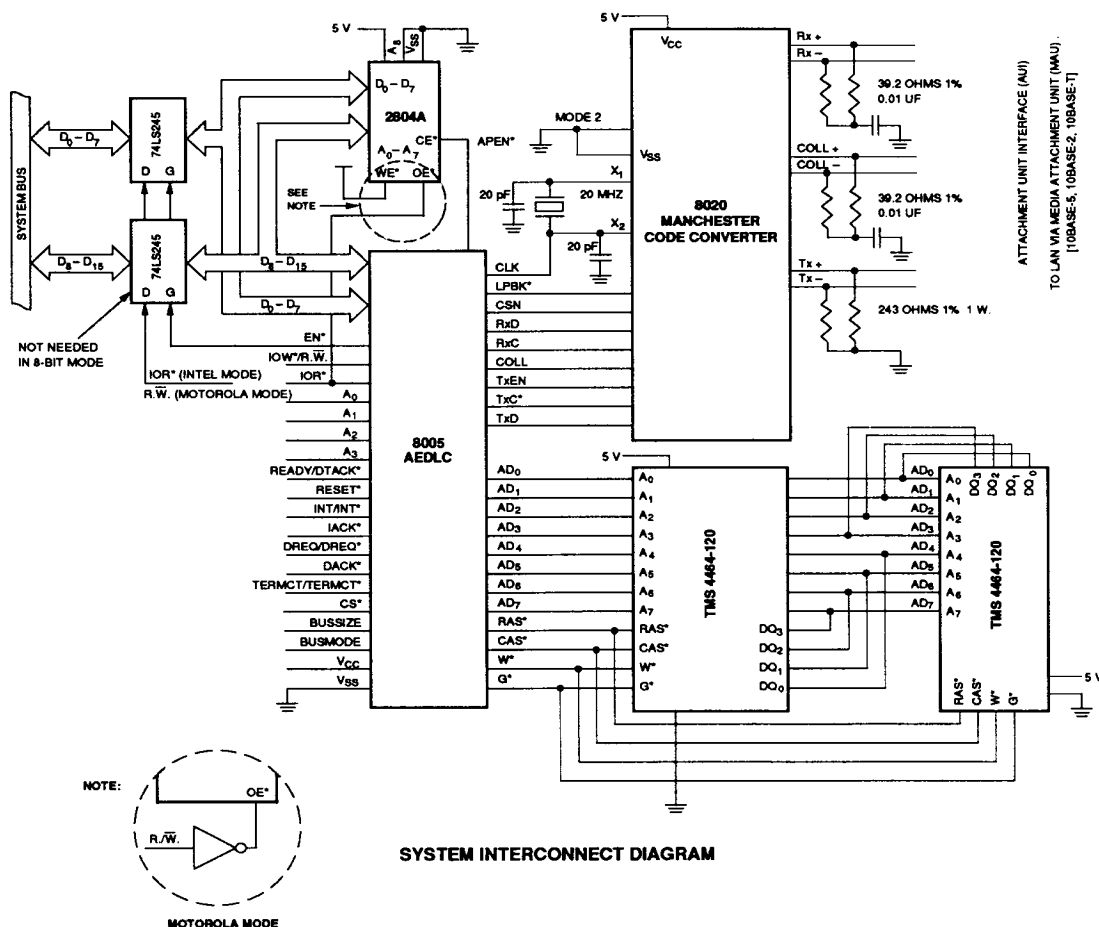 5 V
A8
VSS
D0 – D7
2804A
CE*
A0 – A7
WE* OE*
APEN*
SEE
NOTE
SYSTEM BUS
D0 – D7
74LS245
D G
D8 – D15
74LS245
D G
D8 – D15
D0 – D7
NOT NEEDED
IN 8-BIT MODE
EN*
IOW*/R.W.
IOR* (INTEL MODE)
IOR*
R.W. (MOTOROLA MODE)
A0
A1
A2
A3
READY/DTACK*
RESET*
INT/INT*
IACK*
DREQ/DREQ*
DACK*
TERMCT/TERMCT*
CS*
BUSSIZE
BUSMODE
VCC
VSS
8005
AEDLC
CLK
LPBK*
CSN
RxD
RxC
COLL
TxEN
TxC*
TxD
AD0
AD1
AD2
AD3
AD4
AD5
AD6
AD7
RAS*
CAS*
W*
G*
5 V
VCC
MODE 2
VSS
X1
20 pF
20 MHZ
X2
20 pF
8020
MANCHESTER
CODE CONVERTER
Rx +
Rx –
39.2 OHMS 1%
0.01 UF
COLL +
COLL –
39.2 OHMS 1%
0.01 UF
Tx +
Tx –
243 OHMS 1% 1 W.
ATTACHMENT UNIT INTERFACE (AUI)
TO LAN VIA MEDIA ATTACHMENT UNIT (MAU).
[10BASE-5, 10BASE-2, 10BASE-T]
5 V
A0
A1
A2
A3
A4
A5
A6
A7
RAS*
CAS*
W*
G*
TMS 4464-120
DQ3
DQ2
DQ1
DQ0
AD0
AD1
AD2
AD3
AD4
AD5
AD6
AD7
A0
A1
A2
A3
A4
A5
A6
A7
DQ3
DQ2
DQ1
DQ0
TMS 4464-120
RAS*
CAS*
W*
G*
5 V
NOTE:
OE*
R./W.
MOTOROLA MODE
SYSTEM INTERCONNECT DIAGRAM